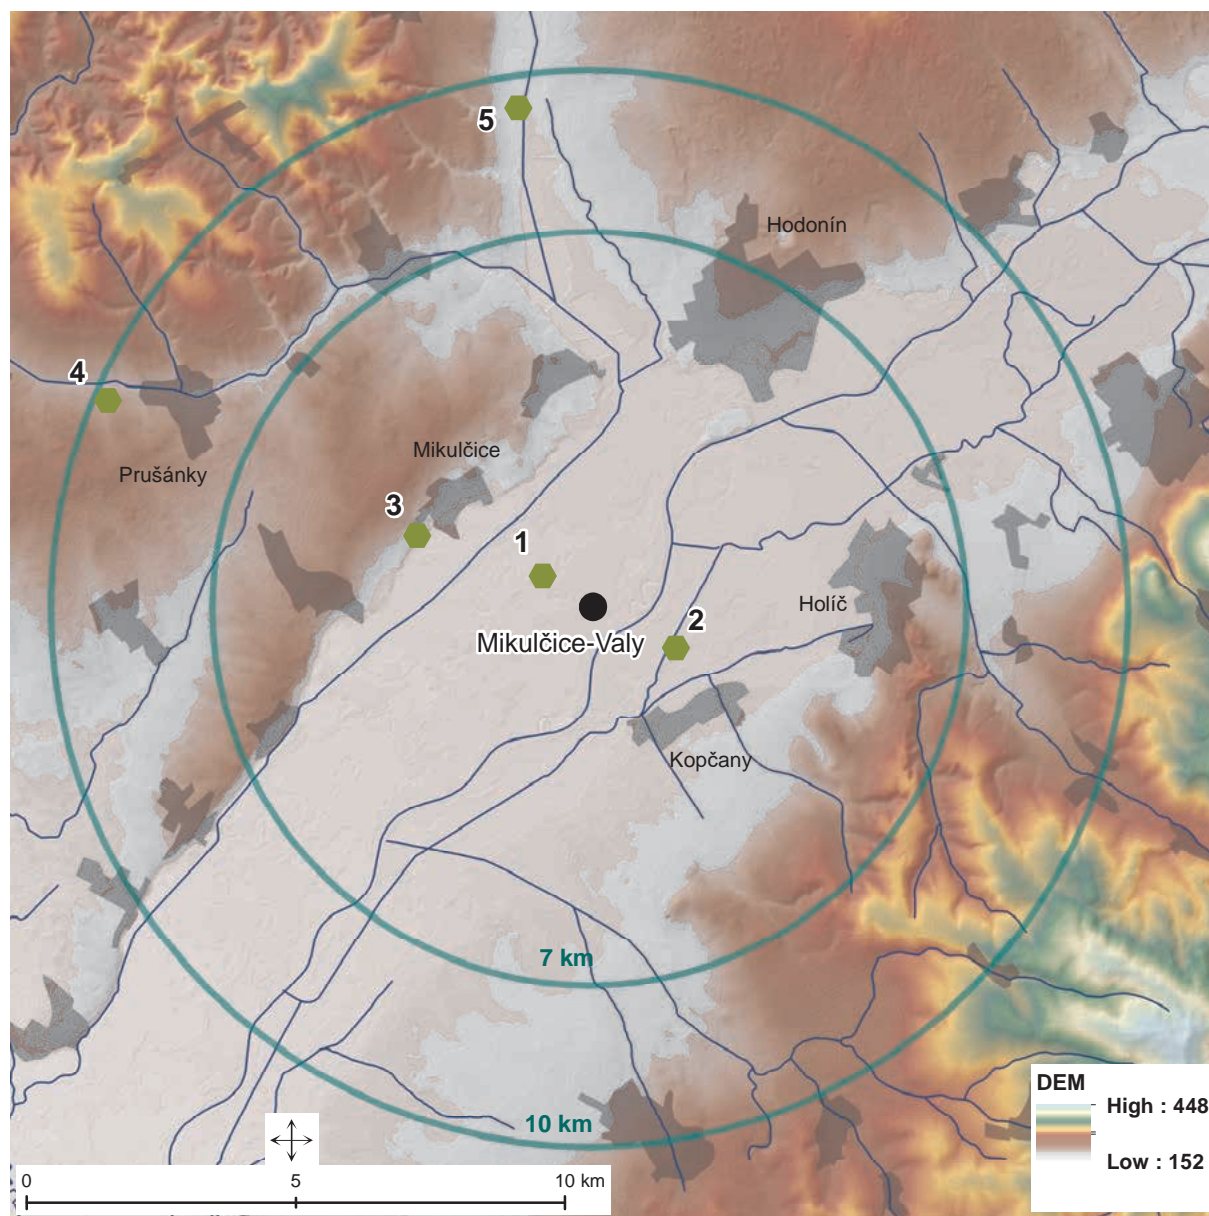 5
Hodonín
4
Prušánky
Mikulčice
3
1
Mikulčice-Valy
2
Holíč
Kopčany
7 km
10 km
DEM
High : 448
Low : 152
0
5
10 km